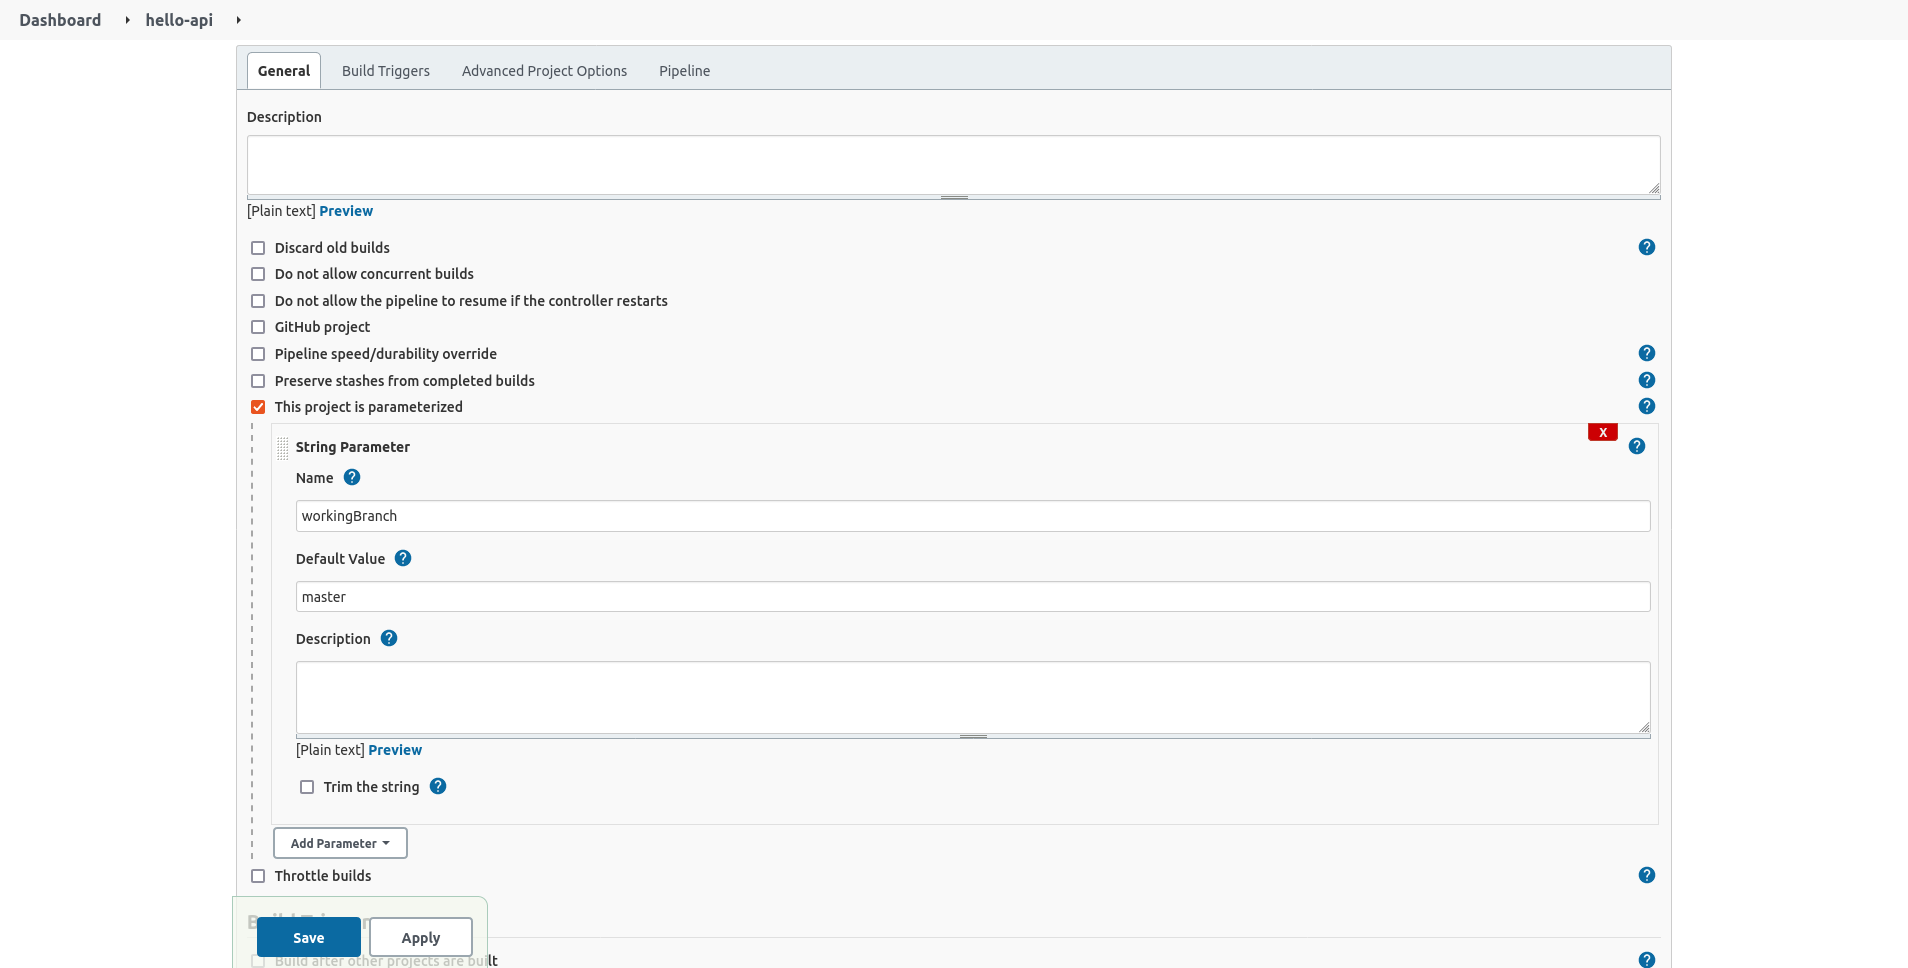 Dashboard hello-api
General Build Triggers Advanced Project Options Pipeline
Description
[Plain text] Preview
Discard old builds ?
Do not allow concurrent builds
Do not allow the pipeline to resume if the controller restarts
GitHub project
Pipeline speed/durability override ?
Preserve stashes from completed builds ?
This project is parameterized ?
String Parameter X ?
Name ?
workingBranch
Default Value ?
master
Description ?
[Plain text] Preview
Trim the string ?
Add Parameter
Throttle builds ?
Save Apply
Build after other projects are built ?